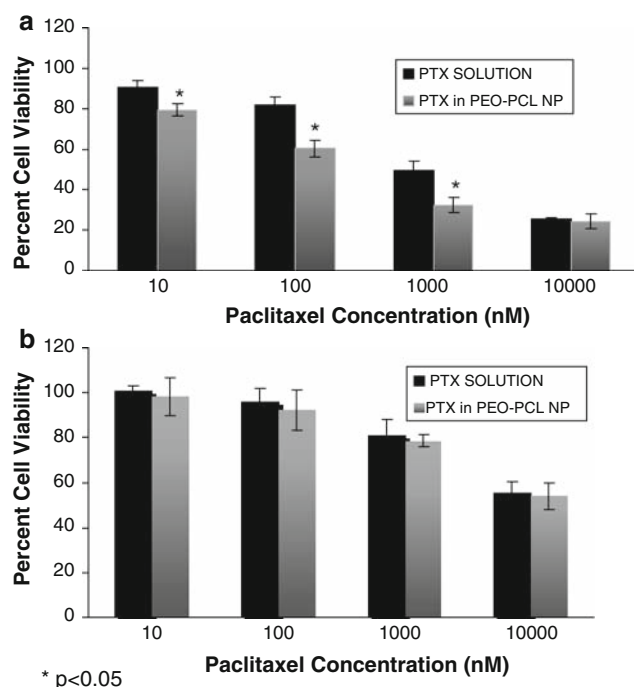 a
120
100
80
60
40
20
0
Percent Cell Viability
PTX SOLUTION
PTX in PEO-PCL NP
*
*
*
10 100 1000 10000
Paclitaxel Concentration (nM)
b
120
100
80
60
40
20
0
Percent Cell Viability
PTX SOLUTION
PTX in PEO-PCL NP
10 100 1000 10000
* p<0.05
Paclitaxel Concentration (nM)